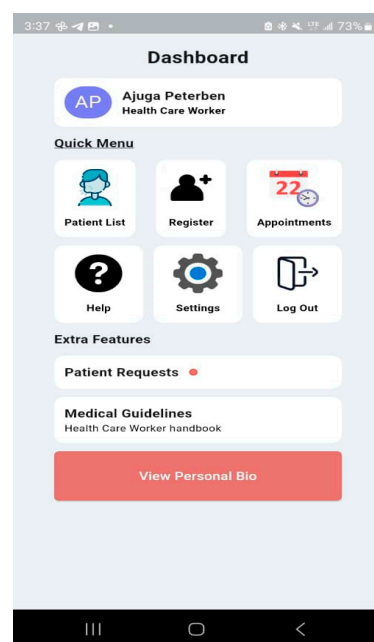 3:37 73%
Dashboard
AP
Ajuga Peterben
Health Care Worker
Quick Menu
22
Patient List Register Appointments
?
Help Settings Log Out
Extra Features
Patient Requests
Medical Guidelines
Health Care Worker handbook
View Personal Bio